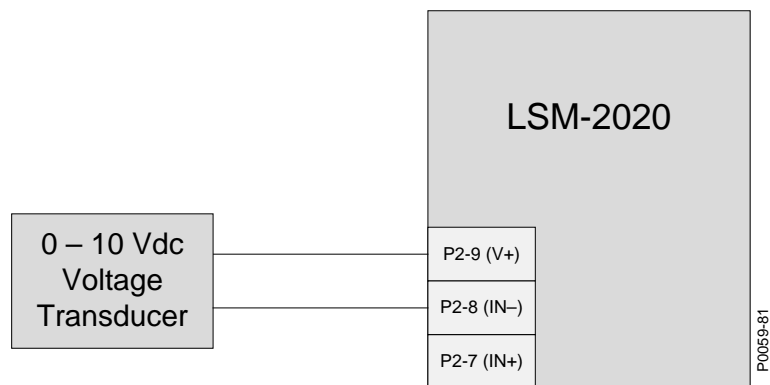 LSM-2020
0 – 10 Vdc
Voltage
Transducer
P2-9 (V+)
P2-8 (IN–)
P2-7 (IN+)
P0059-81